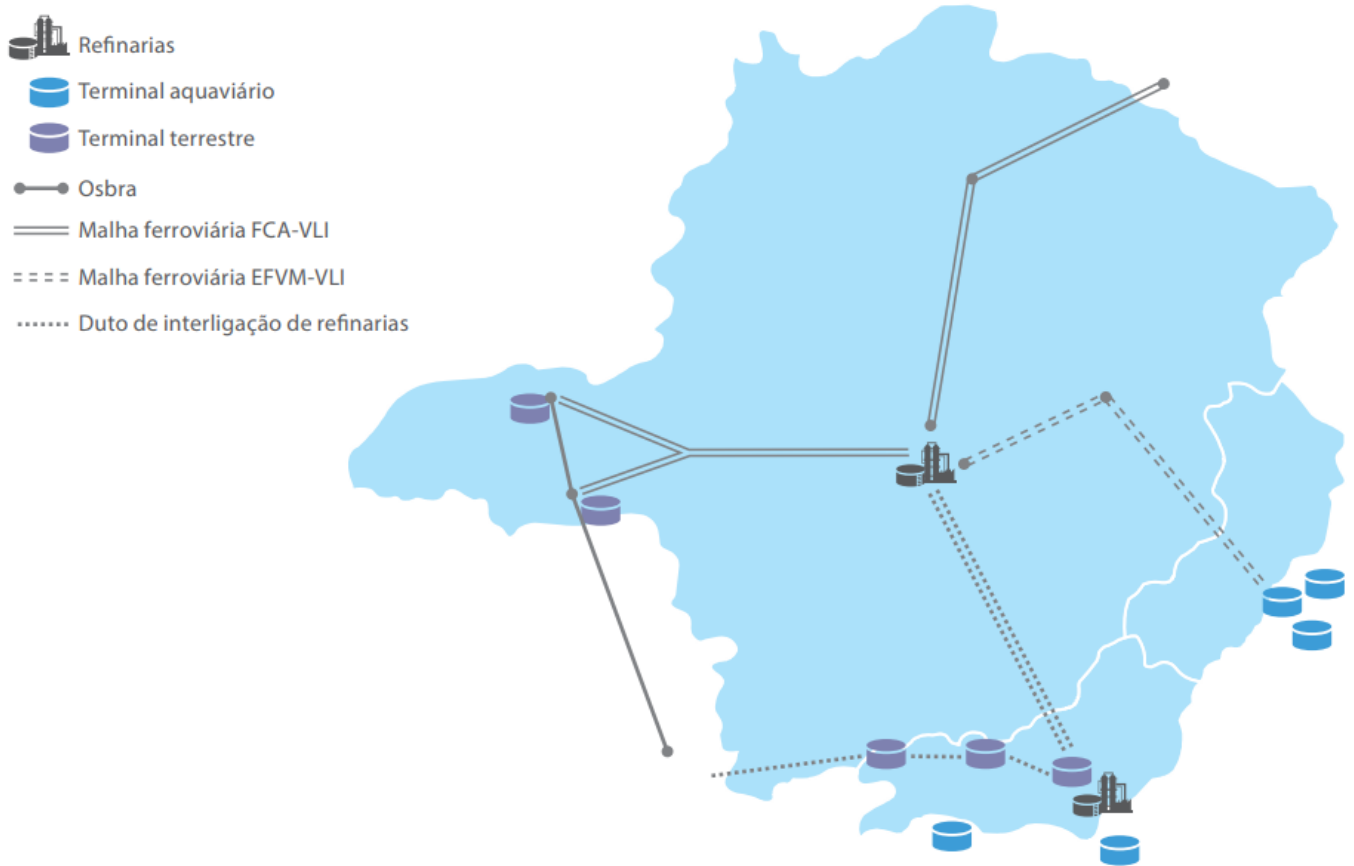 Refinarias
Terminal aquaviário
Terminal terrestre
Osbra
Malha ferroviária FCA-VLI
Malha ferroviária EFVM-VLI
Duto de interligação de refinarias